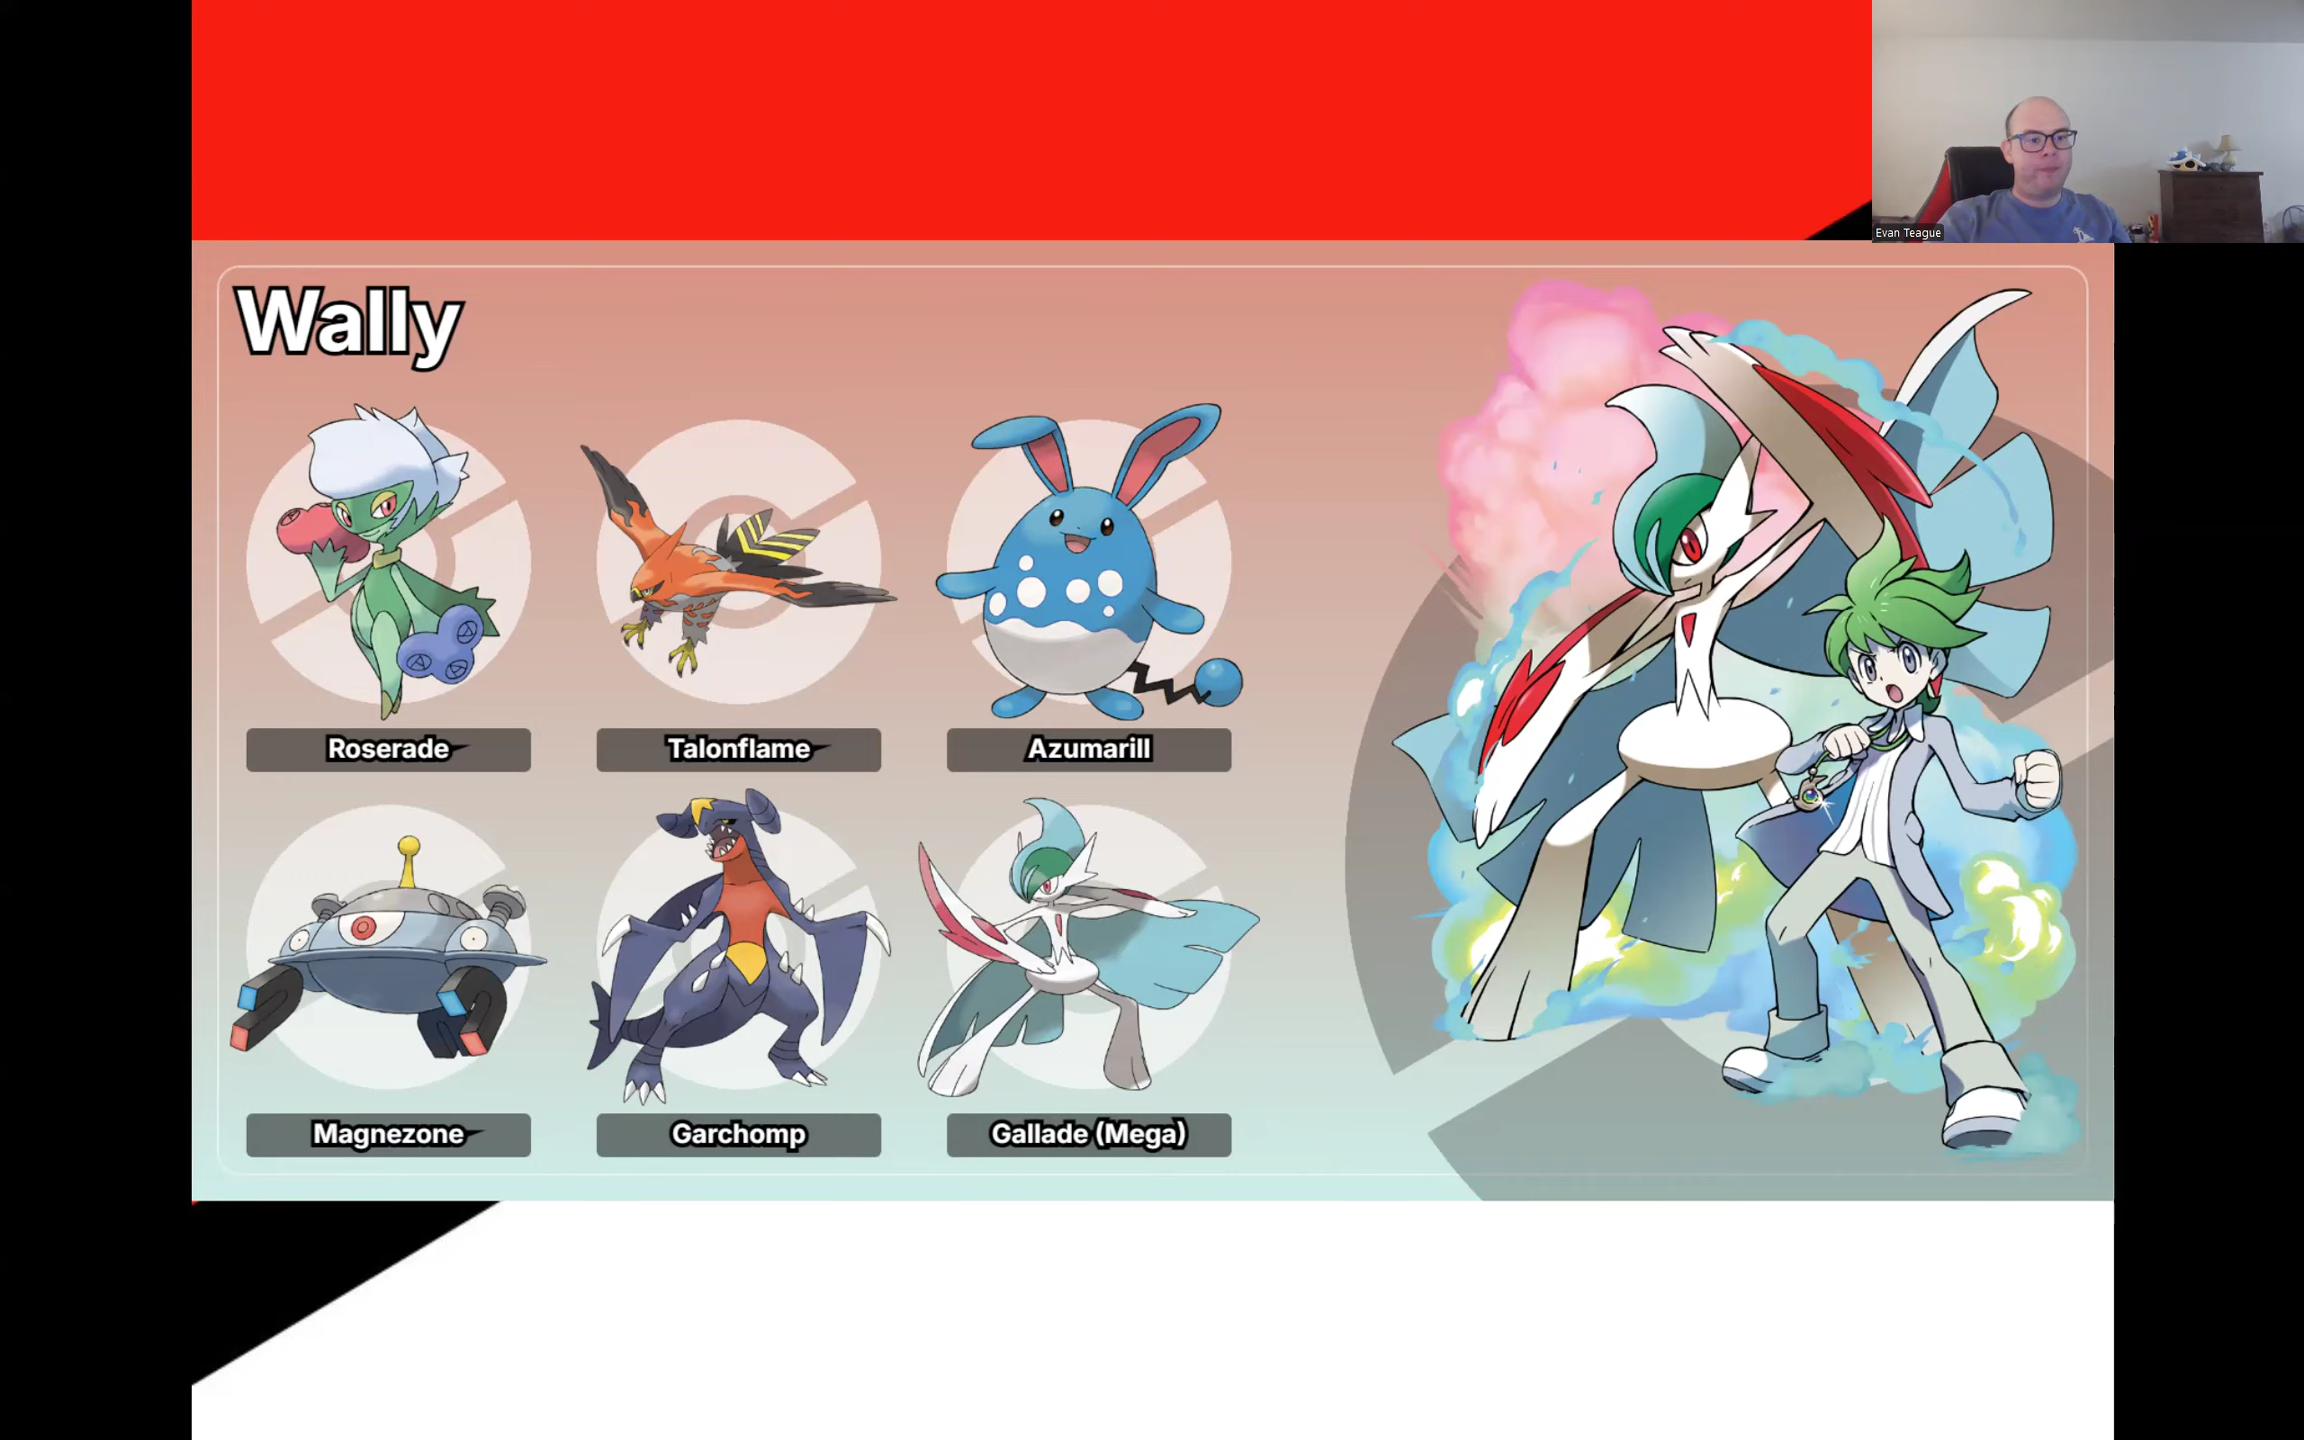 Evan Teague
Wally
Roserade
Talonflame
Azumarill
Magnezone
Garchomp
Gallade (Mega)